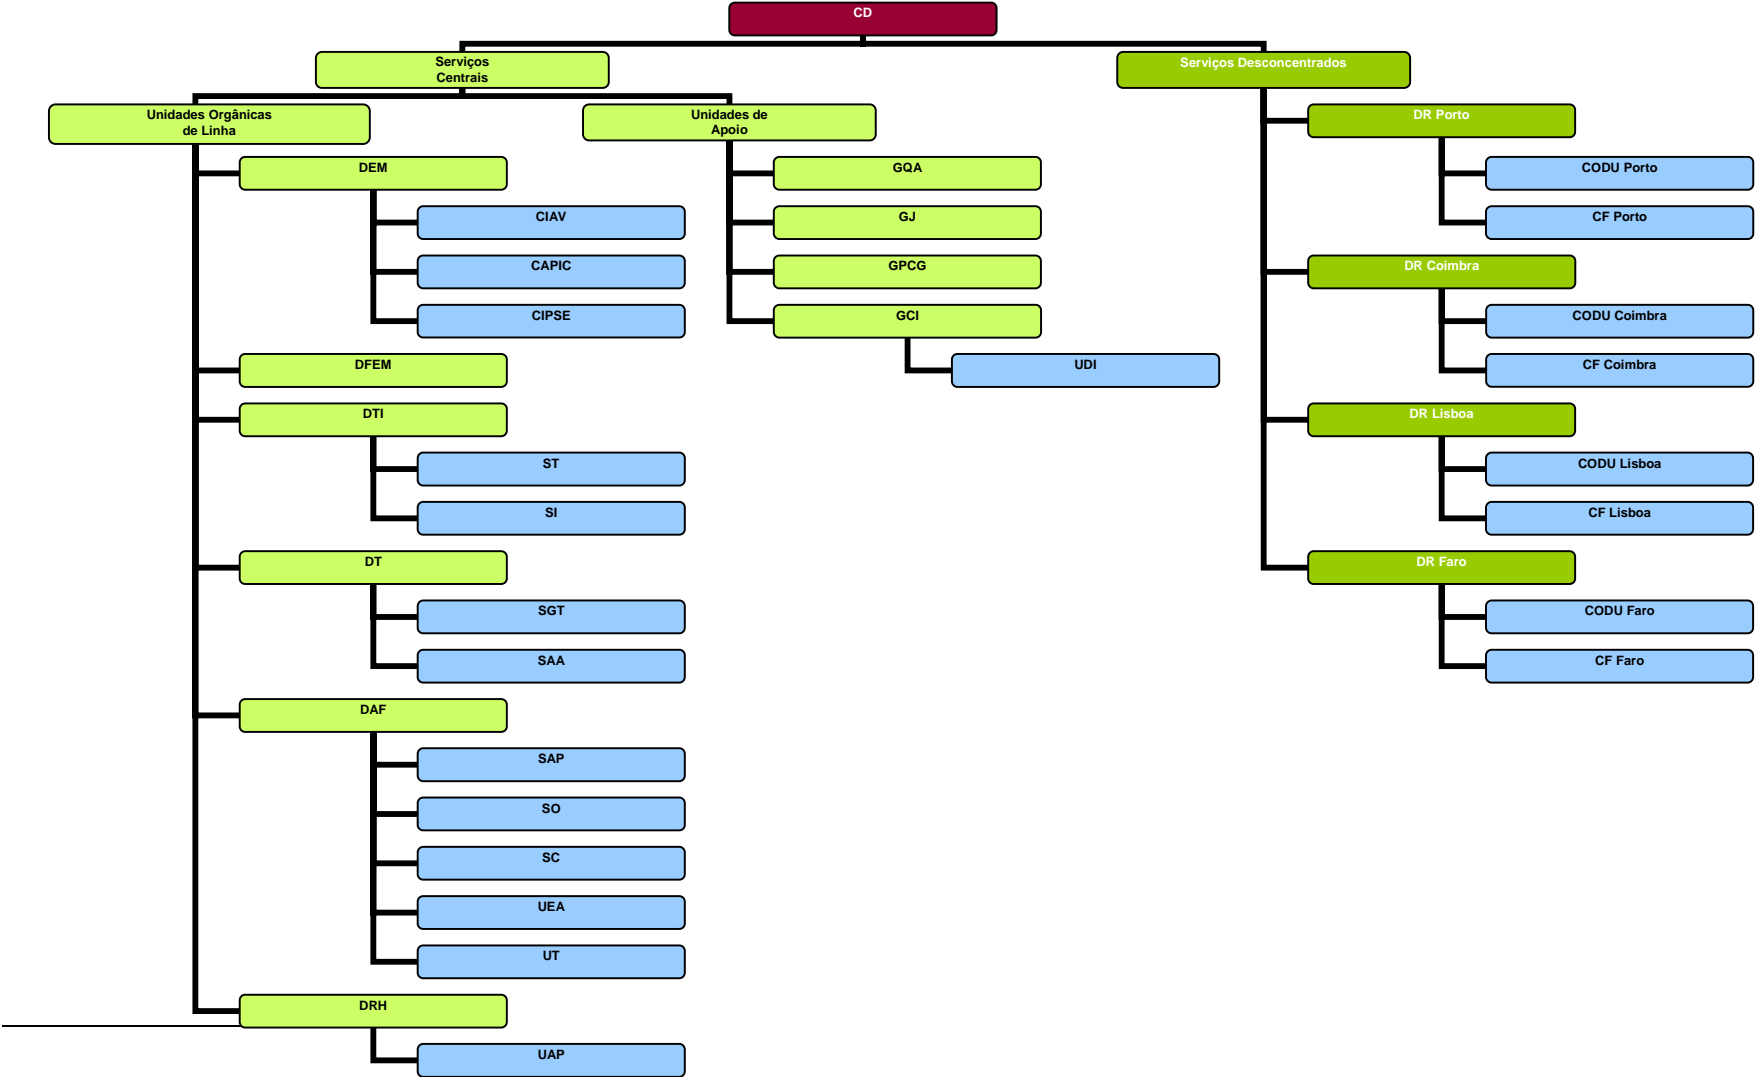 CD
Serviços
Centrais
Serviços Desconcentrados
Unidades Orgânicas
de Linha
Unidades de
Apoio
DEM
CIAV
CAPIC
CIPSE
DFEM
DTI
ST
SI
DT
SGT
SAA
DAF
SAP
SO
SC
UEA
UT
DRH
UAP
GQA
GJ
GPCG
GCI
UDI
DR Porto
CODU Porto
CF Porto
DR Coimbra
CODU Coimbra
CF Coimbra
DR Lisboa
CODU Lisboa
CF Lisboa
DR Faro
CODU Faro
CF Faro